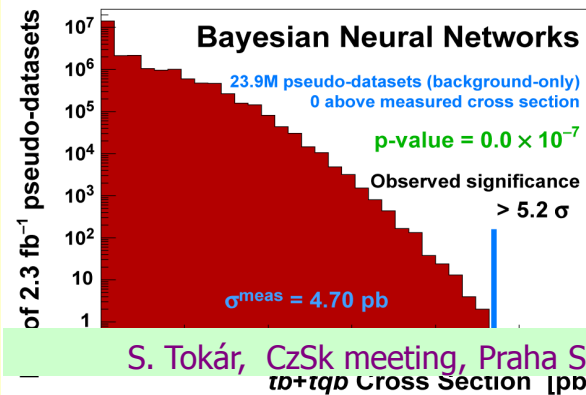 Bayesian Neural Networks
23.9M pseudo-datasets (background-only)
0 above measured cross section
p-value = 0.0 × 10⁻⁷
Observed significance
> 5.2 σ
σᵐᵉᵃˢ = 4.70 pb
10⁷
10⁶
10⁵
10⁴
10³
10²
10
1
of 2.3 fb⁻¹ pseudo-datasets
S. Tokár, CzSk meeting, Praha S
tb+tqb Cross Section [pb